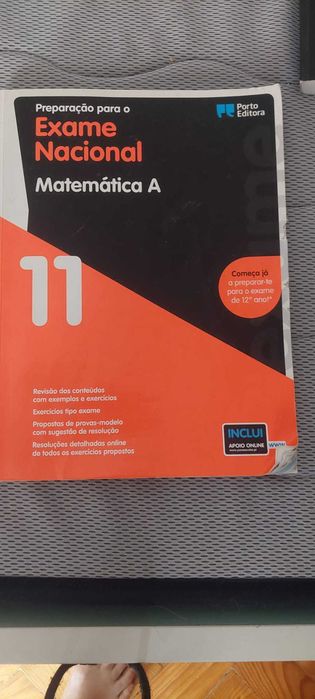 Preparação para o
Exame
Nacional
Matemática A
Porto
Editora
11
Começa já
a preparar-te
para o exame
de 12.º ano!*
Revisão dos conteúdos
com exemplos e exercícios
Exercícios tipo exame
Propostas de provas-modelo
com sugestão de resolução
Resoluções detalhadas online
de todos os exercícios propostos
INCLUI
APOIO ONLINE
www